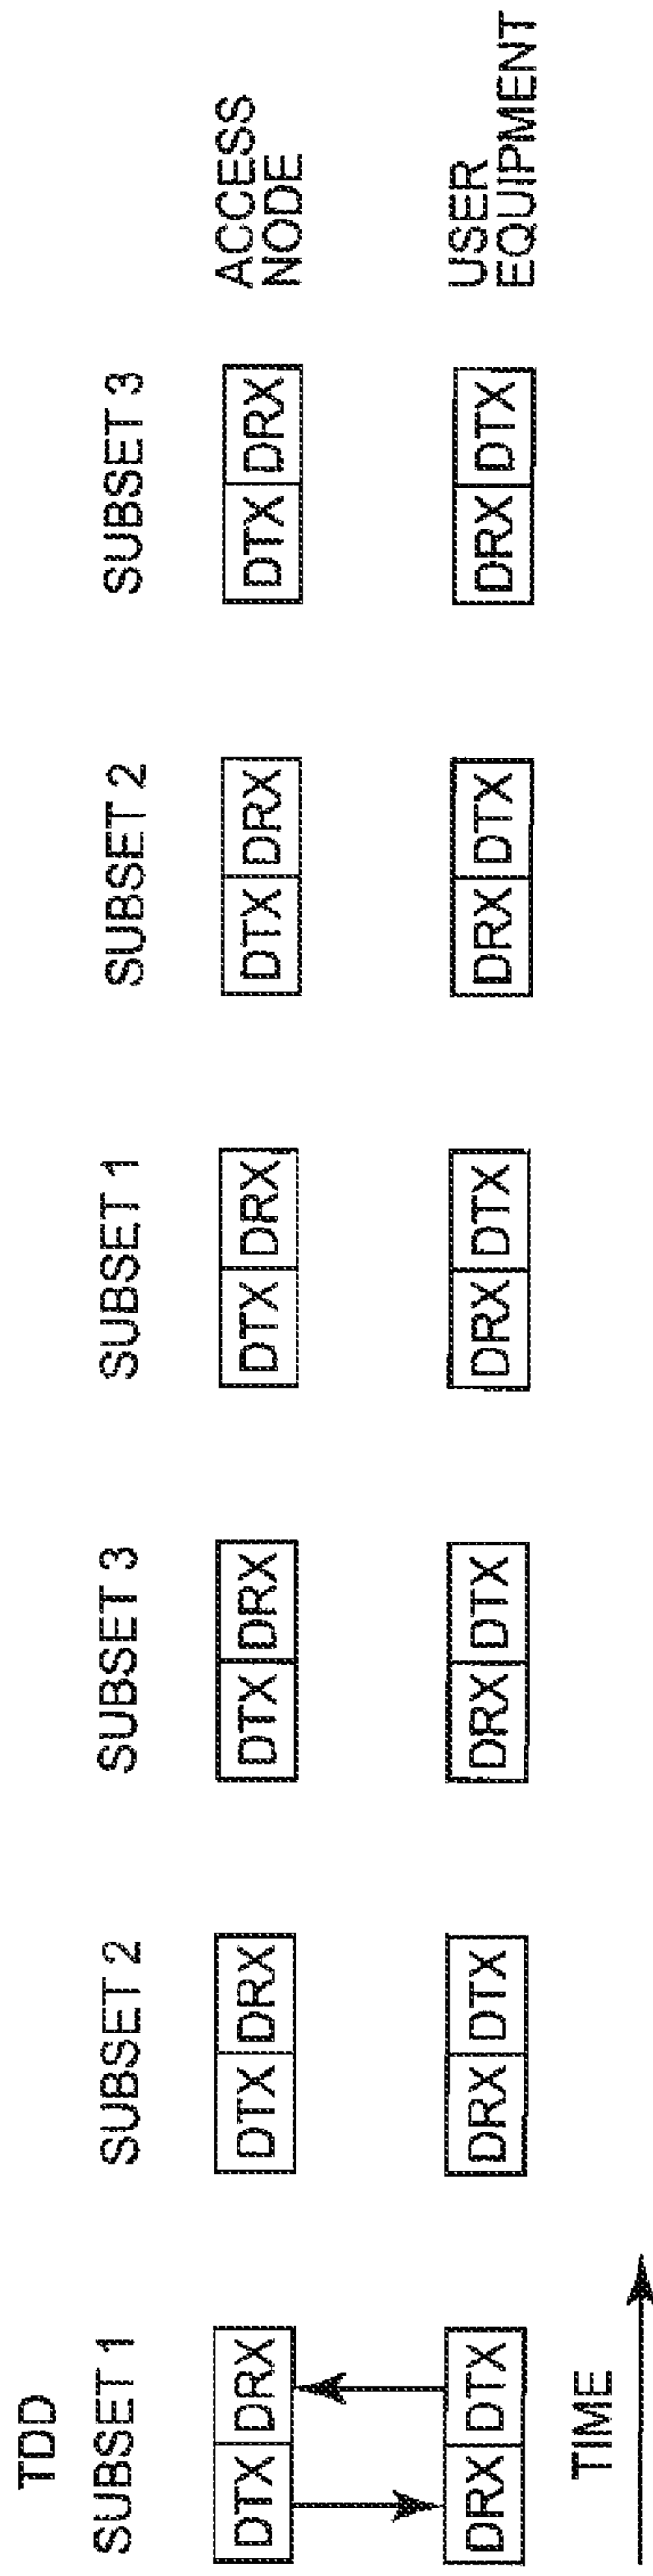 TDD
SUBSET 1 SUBSET 2 SUBSET 3 SUBSET 1 SUBSET 2 SUBSET 3
DTX DRX DTX DRX DTX DRX DTX DRX DTX DRX DTX DRX ACCESS
NODE
DRX DTX DRX DTX DRX DTX DRX DTX DRX DTX DRX DTX USER
EQUIPMENT
TIME